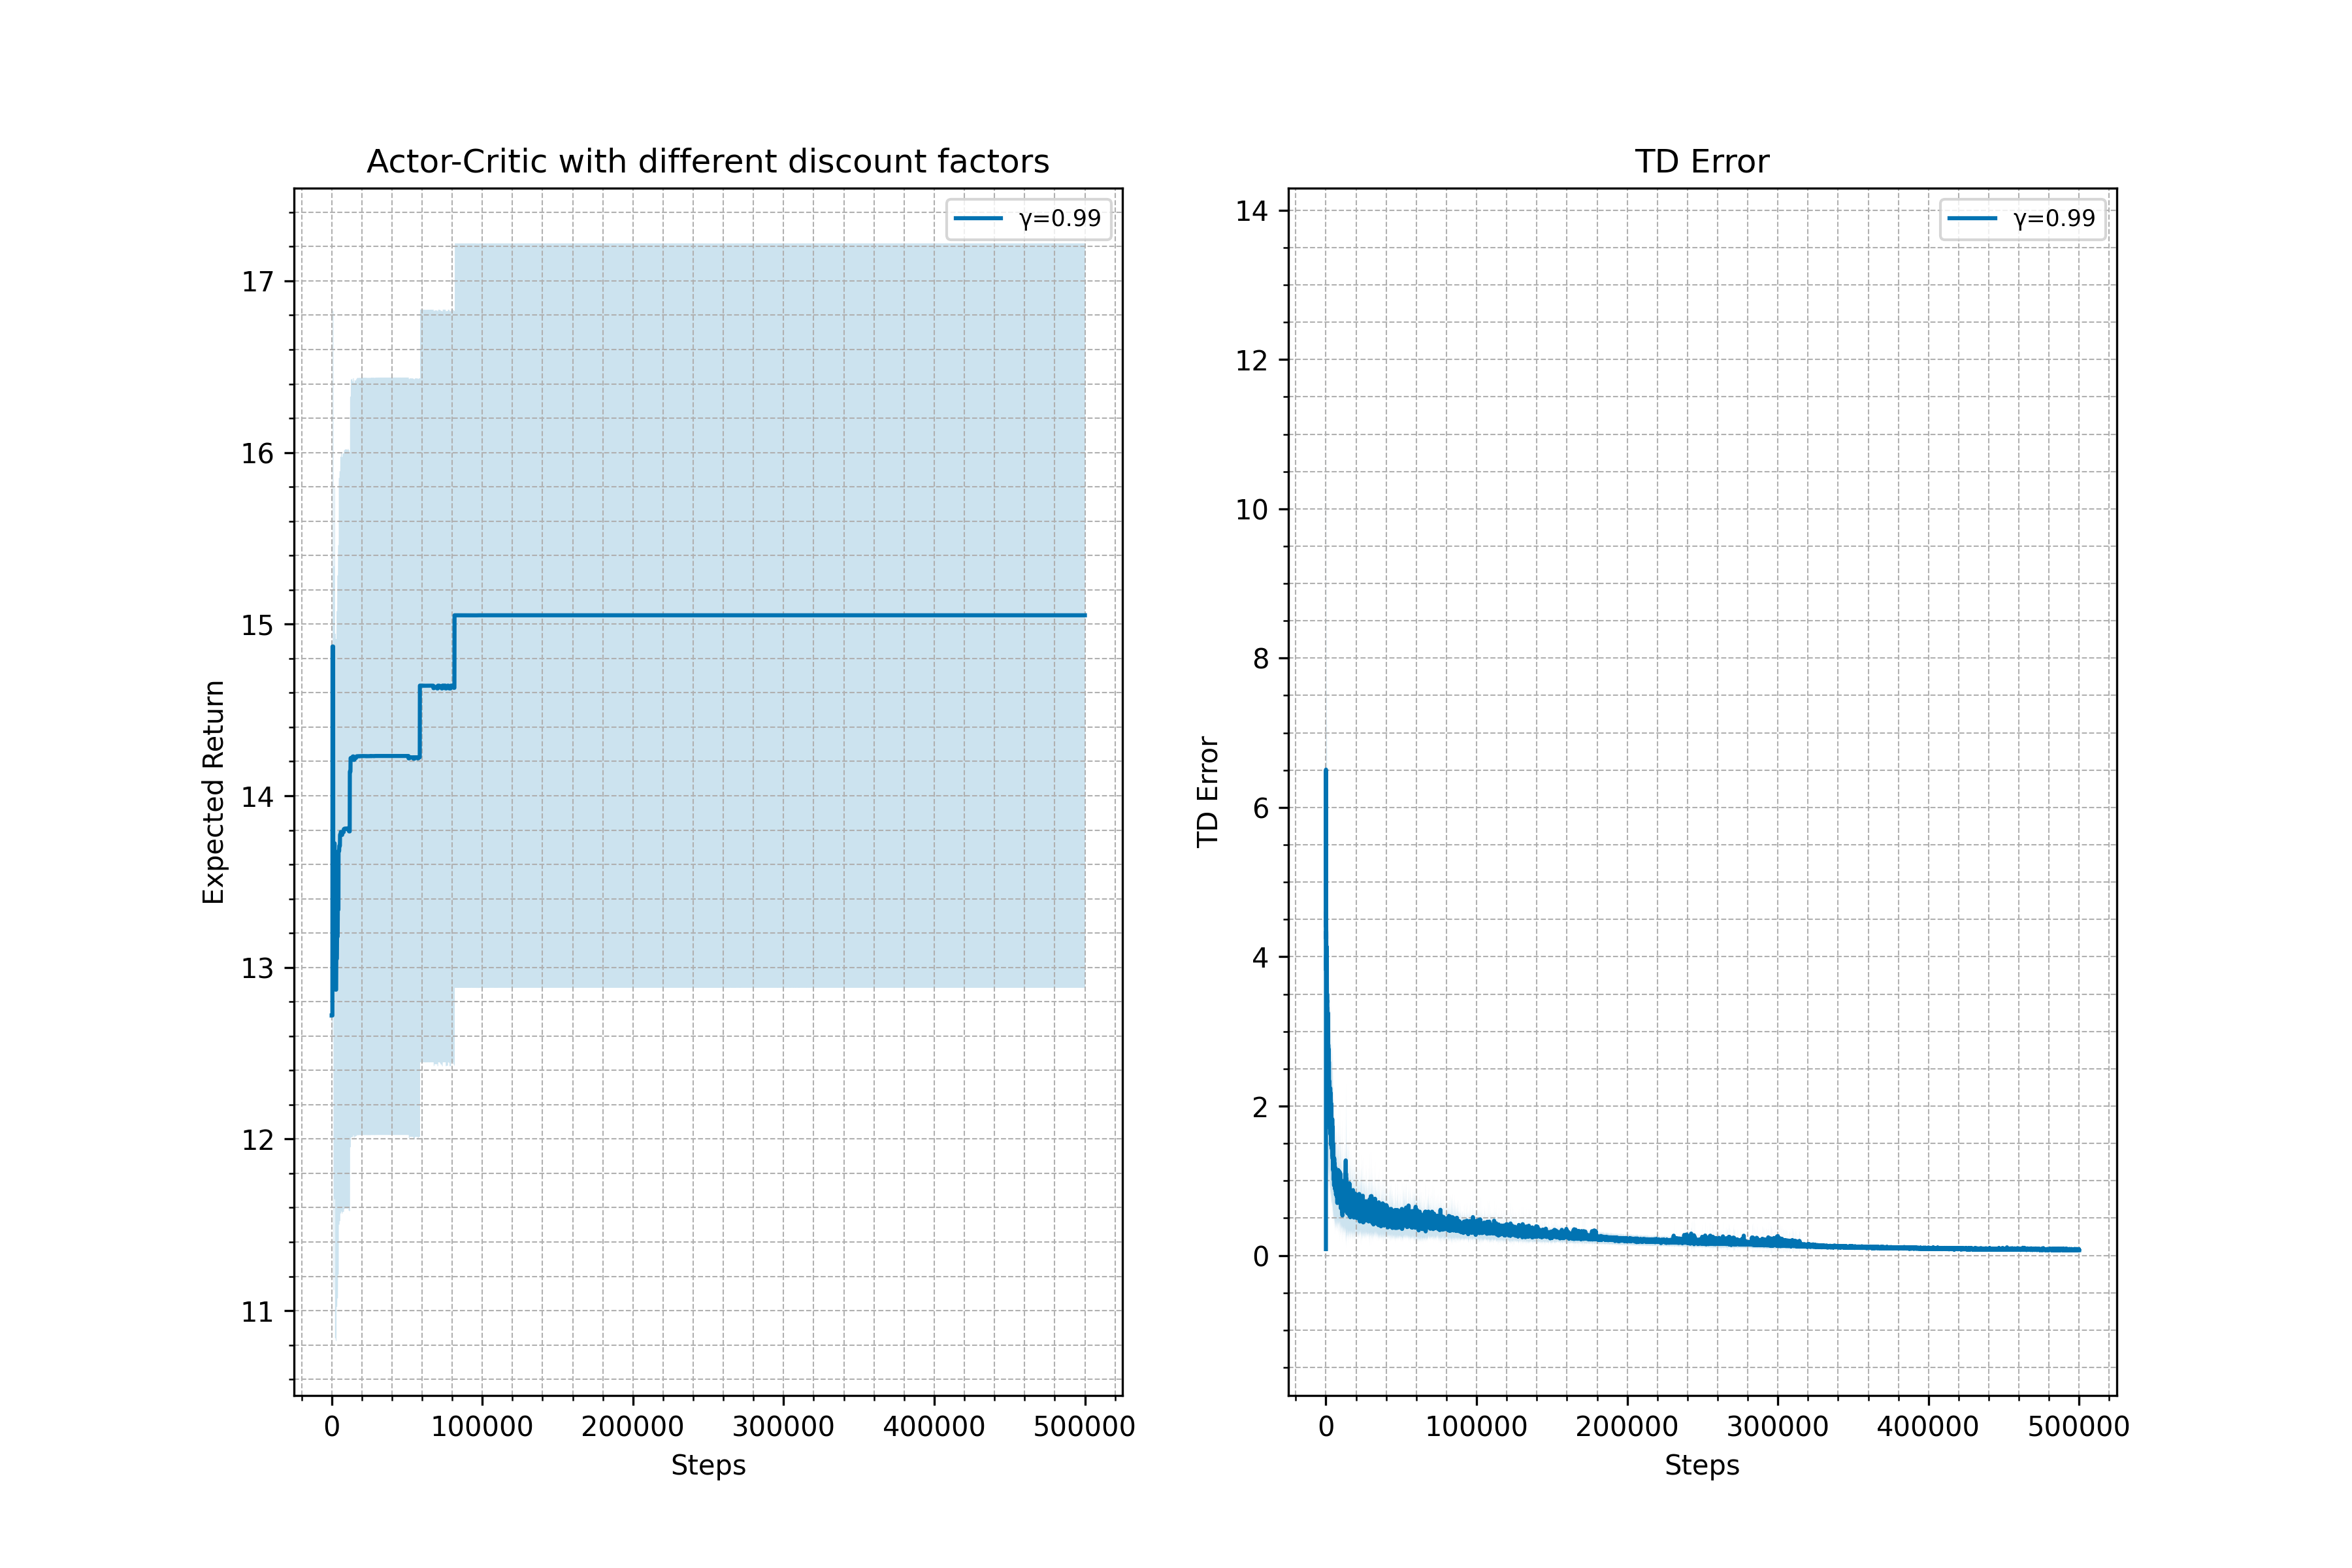 Actor-Critic with different discount factors
γ=0.99
17
16
15
14
13
12
11
Expected Return
0 100000 200000 300000 400000 500000
Steps
TD Error
γ=0.99
14
12
10
8
6
4
2
0
TD Error
0 100000 200000 300000 400000 500000
Steps